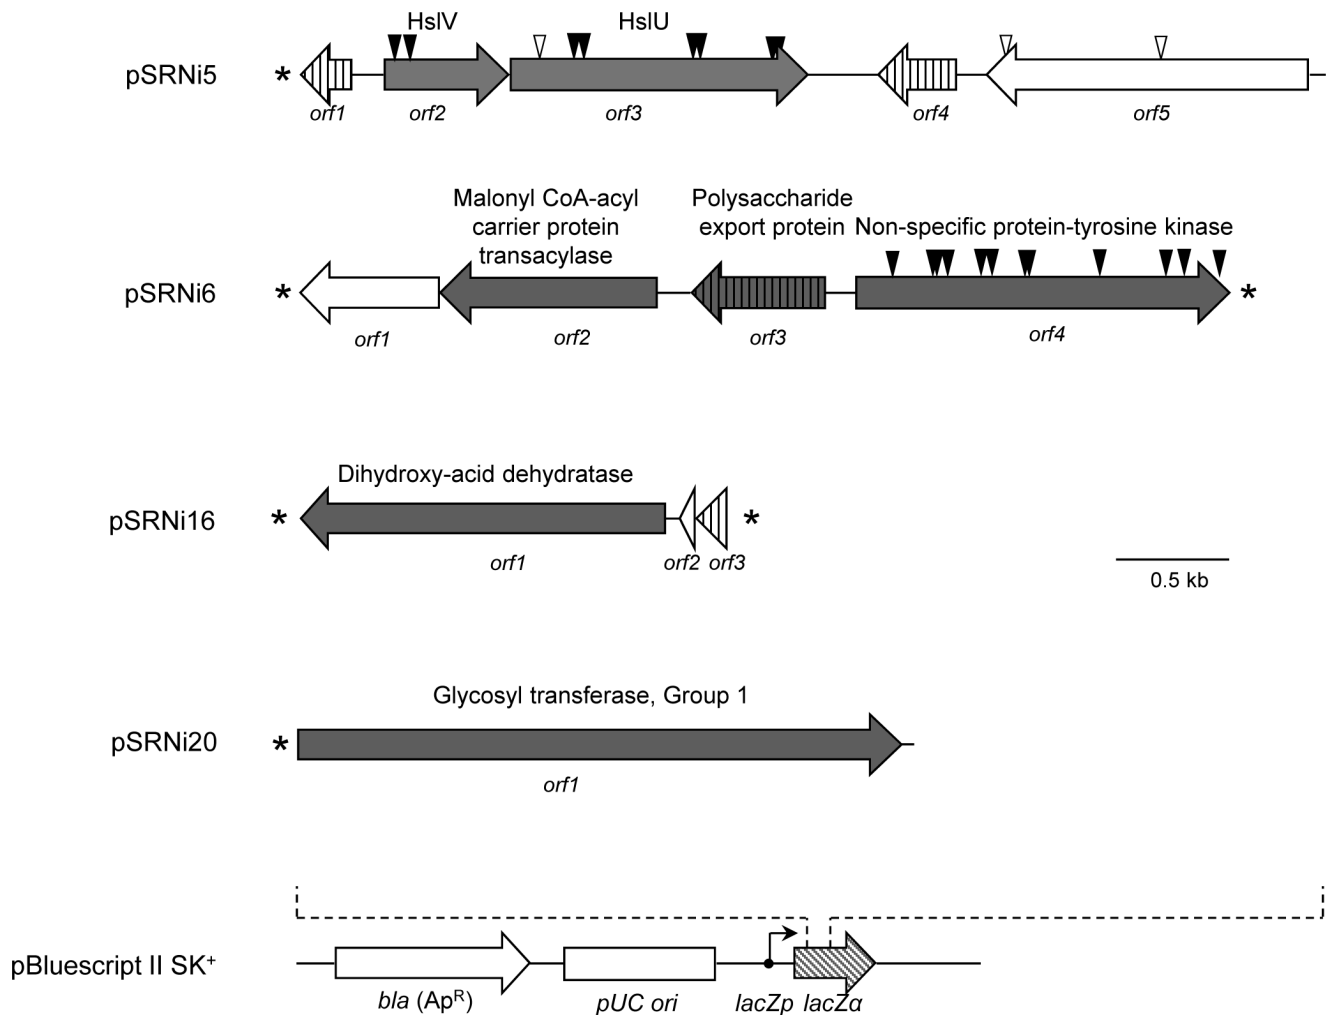 HslV HslU
pSRNi5 * 
orf1 orf2 orf3 orf4 orf5
Malonyl CoA-acyl
carrier protein
transacylase
Polysaccharide
export protein
Non-specific protein-tyrosine kinase
pSRNi6 * *
orf1 orf2 orf3 orf4
Dihydroxy-acid dehydratase
pSRNi16 * *
orf1 orf2 orf3
0.5 kb
Glycosyl transferase, Group 1
pSRNi20 *
orf1
pBluescript II SK⁺
bla (Apᴿ) pUC ori lacZp lacZα